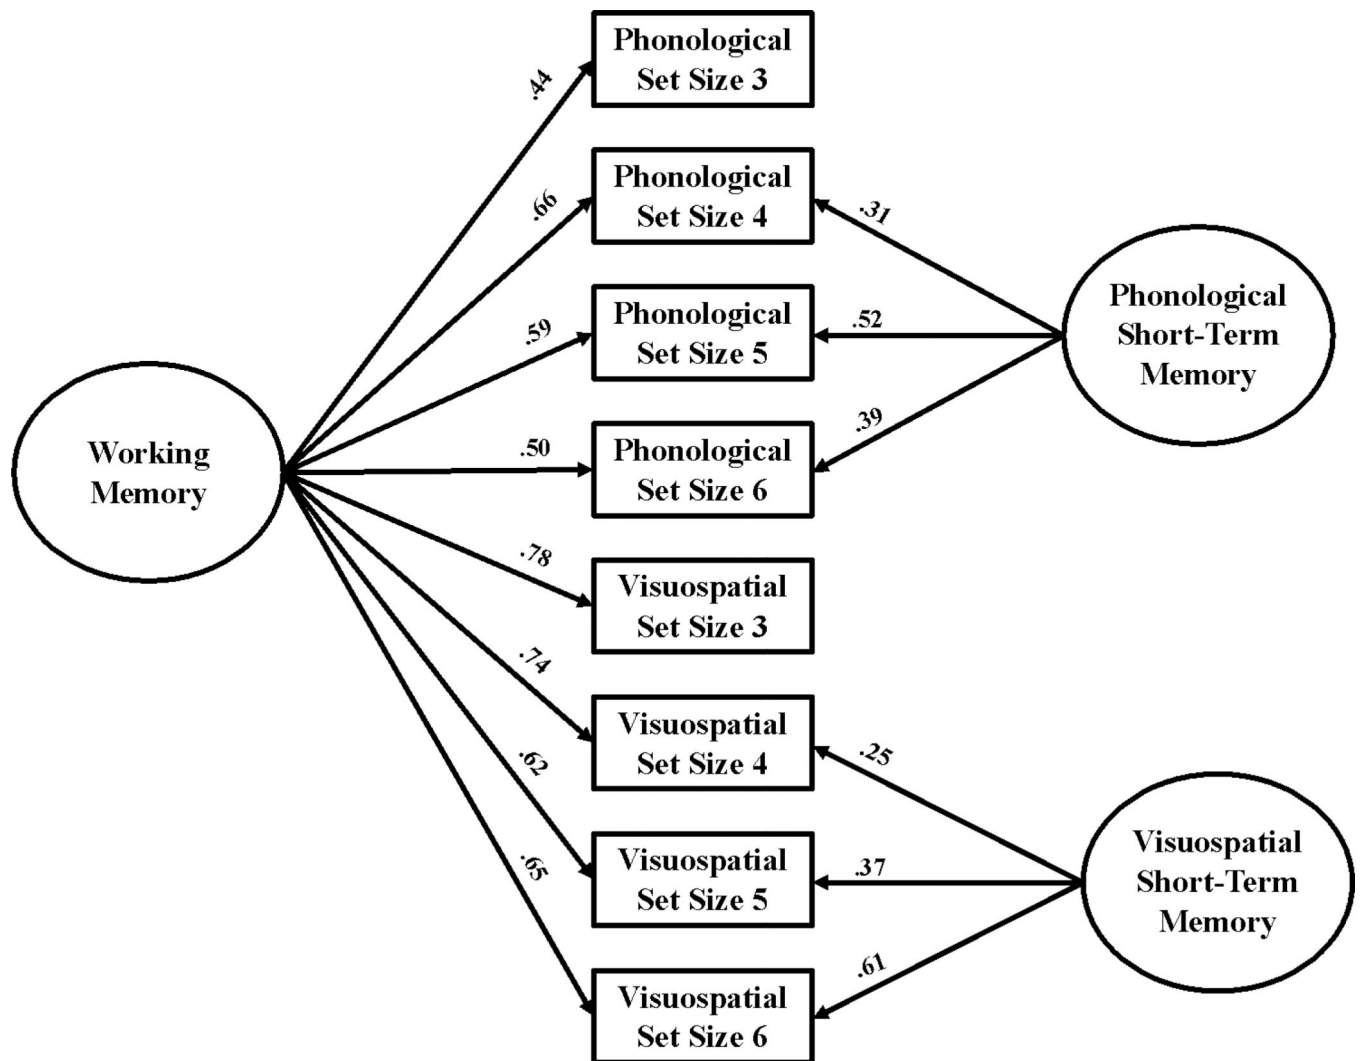 Phonological
Set Size 3
.44
Phonological
Set Size 4
.66
.31
Phonological
Set Size 5
.59
.52
Phonological
Short-Term
Memory
Working
Memory
.50
Phonological
Set Size 6
.39
.78
Visuospatial
Set Size 3
.74
Visuospatial
Set Size 4
.25
.62
Visuospatial
Set Size 5
.37
Visuospatial
Short-Term
Memory
.65
Visuospatial
Set Size 6
.61